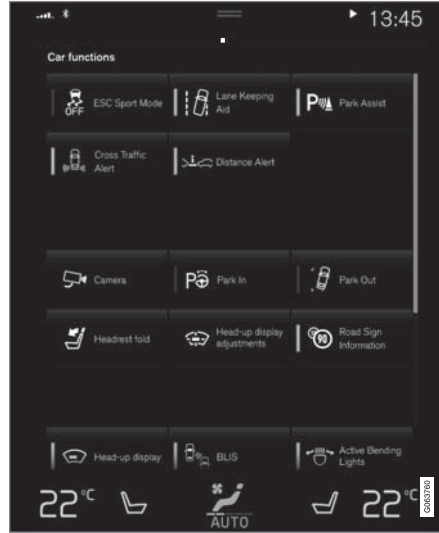 13:45
Car functions
OFF
ESC Sport Mode
Lane Keeping
Aid
P
Park Assist
Cross Traffic
Alert
Distance Alert
Camera
P
Park In
Park Out
Headrest fold
Head-up display
adjustments
90
Road Sign
Information
Head-up display
BLIS
Active Bending
Lights
22°C
AUTO
22°C
G063760